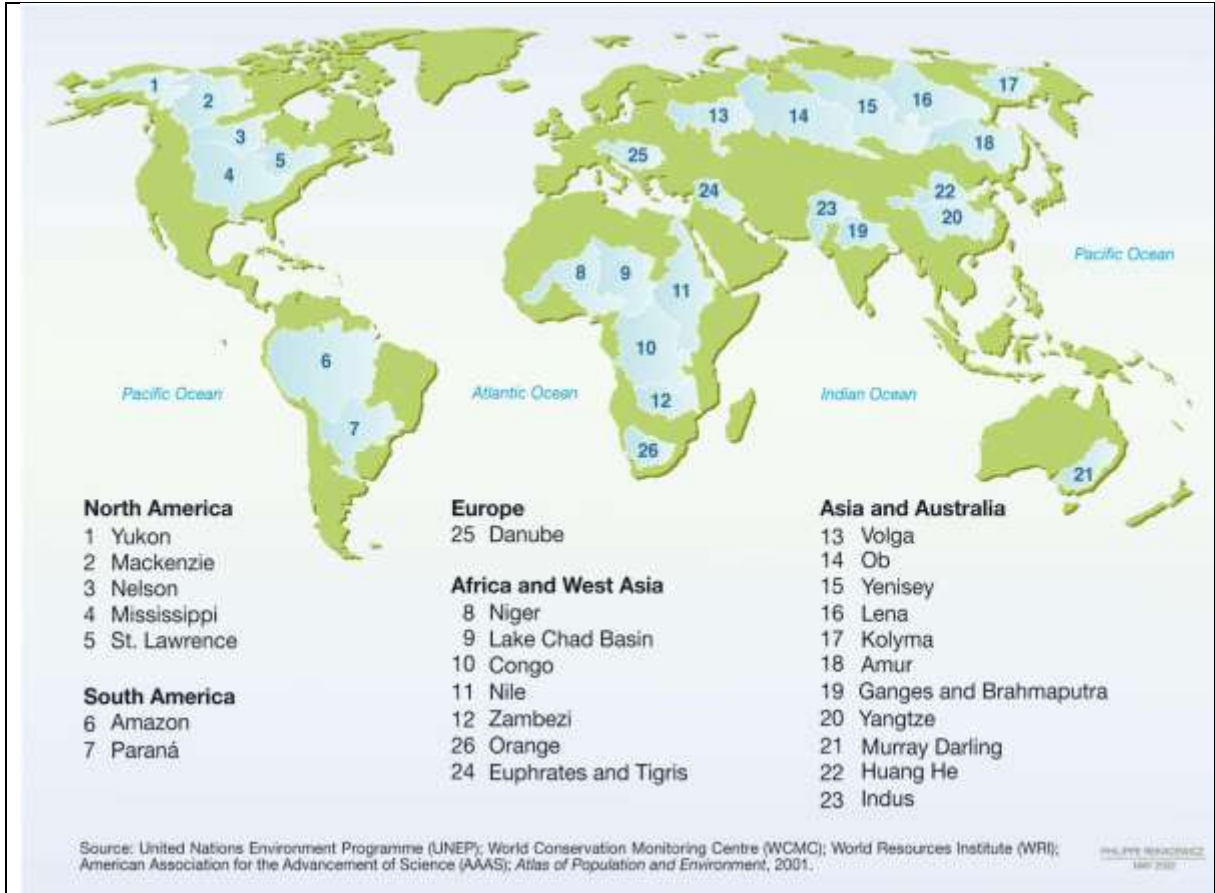 1
2
3
4
5
6
7
8
9
10
11
12
13
14
15
16
17
18
19
20
21
22
23
24
25
26
Pacific Ocean
Pacific Ocean
Atlantic Ocean
Indian Ocean
North America
1 Yukon
2 Mackenzie
3 Nelson
4 Mississippi
5 St. Lawrence
South America
6 Amazon
7 Paraná
Europe
25 Danube
Africa and West Asia
8 Niger
9 Lake Chad Basin
10 Congo
11 Nile
12 Zambezi
26 Orange
24 Euphrates and Tigris
Asia and Australia
13 Volga
14 Ob
15 Yenisey
16 Lena
17 Kolyma
18 Amur
19 Ganges and Brahmaputra
20 Yangtze
21 Murray Darling
22 Huang He
23 Indus
Source: United Nations Environment Programme (UNEP); World Conservation Monitoring Centre (WCMC); World Resources Institute (WRI);
American Association for the Advancement of Science (AAAS); Atlas of Population and Environment, 2001.
PHILIPPE REKACEWICZ
MAY 2002